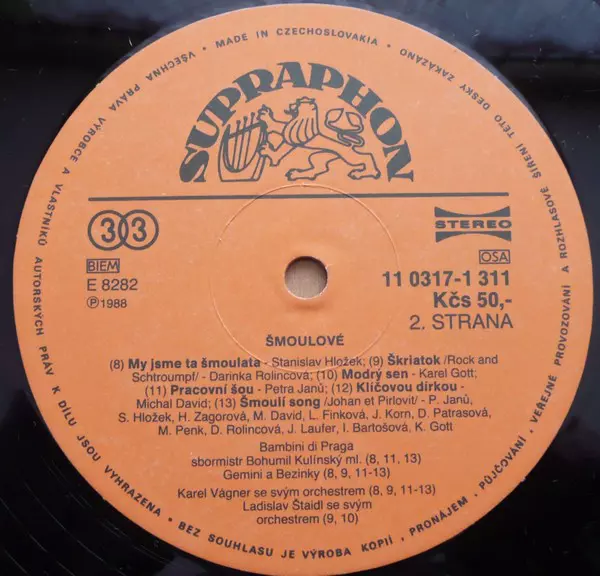 VŠECHNA PRÁVA VÝROBCE A VLASTNÍKŮ AUTORSKÝCH PRÁV K DÍLU JSOU VYHRAZENA • BEZ SOUHLASU JE VÝROBA KOPIÍ, PRONÁJEM, PŮJČOVÁNÍ, VEŘEJNÉ PROVOZOVÁNÍ A ROZHLASOVÉ ŠÍŘENÍ TÉTO DESKY ZAKÁZÁNO • MADE IN CZECHOSLOVAKIA •
SUPRAPHON
33
STEREO
BIEM
OSA
E 8282
11 0317-1 311
Ⓟ1988
Kčs 50,-
2. STRANA
ŠMOULOVÉ
(8) My jsme ta šmoulata - Stanislav Hložek; (9) Škriatok /Rock and
Schtroumpf/ - Darinka Rolincová; (10) Modrý sen - Karel Gott;
(11) Pracovní šou - Petra Janů; (12) Klíčovou dírkou -
Michal David; (13) Šmoulí song /Johan et Pirlovit/ - P. Janů,
S. Hložek, H. Zagorová, M. David, L. Finková, J. Korn, D. Patrasová,
M. Penk, D. Rolincová, J. Laufer, I. Bartošová, K. Gott
Bambini di Praga
sbormistr Bohumil Kulínský ml. (8, 11, 13)
Gemini a Bezinky (8, 9, 11-13)
Karel Vágner se svým orchestrem (8, 9, 11-13)
Ladislav Štaidl se svým
orchestrem (9, 10)